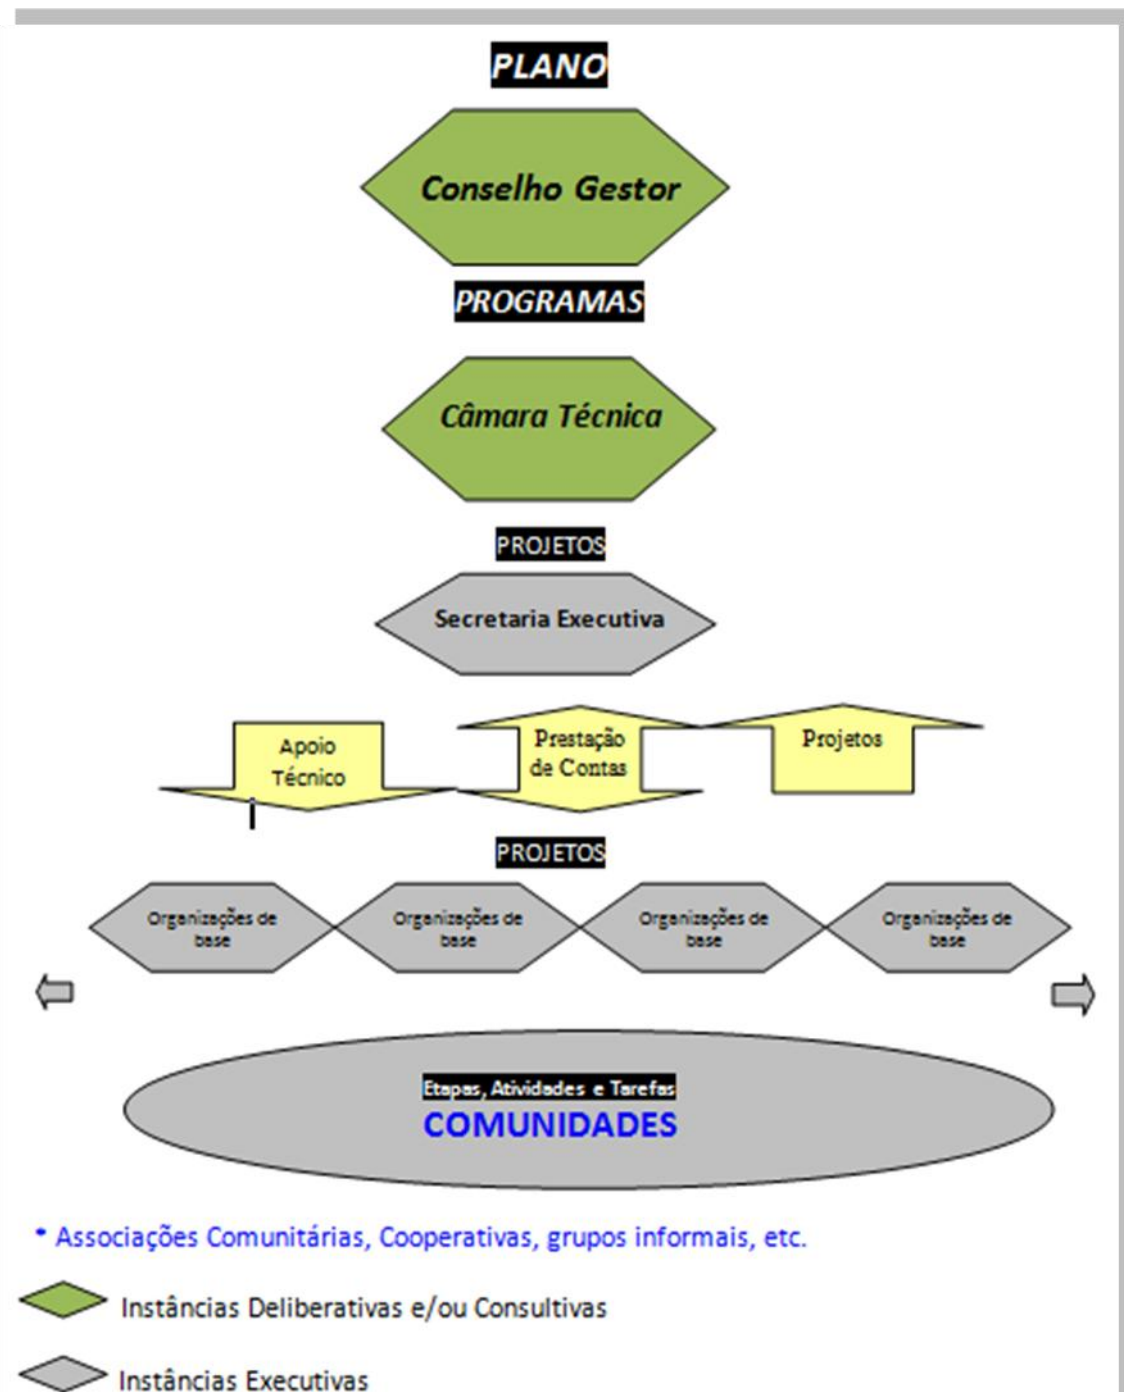 PLANO
Conselho Gestor
PROGRAMAS
Câmara Técnica
PROJETOS
Secretaria Executiva
Apoio
Técnico
Prestação
de Contas
Projetos
PROJETOS
Organizações de
base
Organizações de
base
Organizações de
base
Organizações de
base
Etapas, Atividades e Tarefas
COMUNIDADES
* Associações Comunitárias, Cooperativas, grupos informais, etc.
Instâncias Deliberativas e/ou Consultivas
Instâncias Executivas